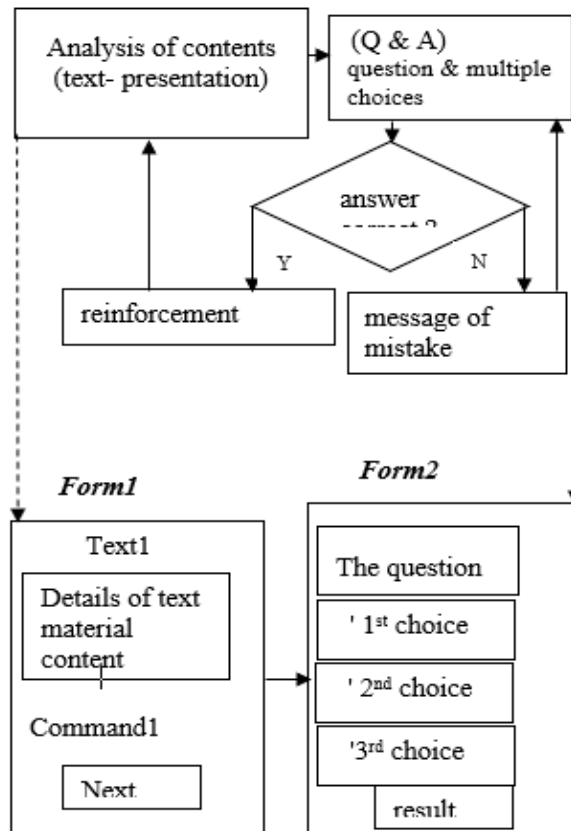 Analysis of contents
(text- presentation)
(Q & A)
question & multiple
choices
answer
correct ?
Y
N
reinforcement
message of
mistake
Form1
Form2
Text1
Details of text
material
content
Command1
Next
The question
' 1st choice
' 2nd choice
'3rd choice
result